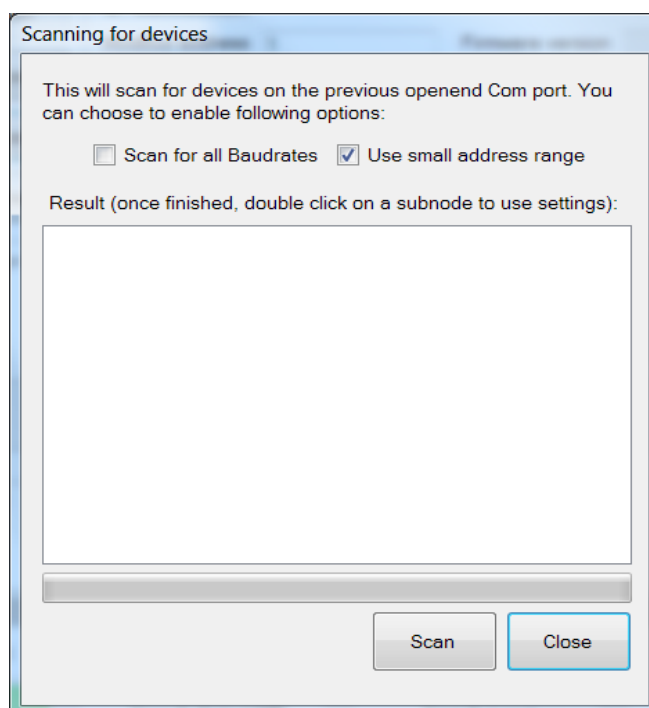 Scanning for devices
This will scan for devices on the previous openend Com port. You
can choose to enable following options:
Scan for all Baudrates Use small address range
Result (once finished, double click on a subnode to use settings):
Scan Close